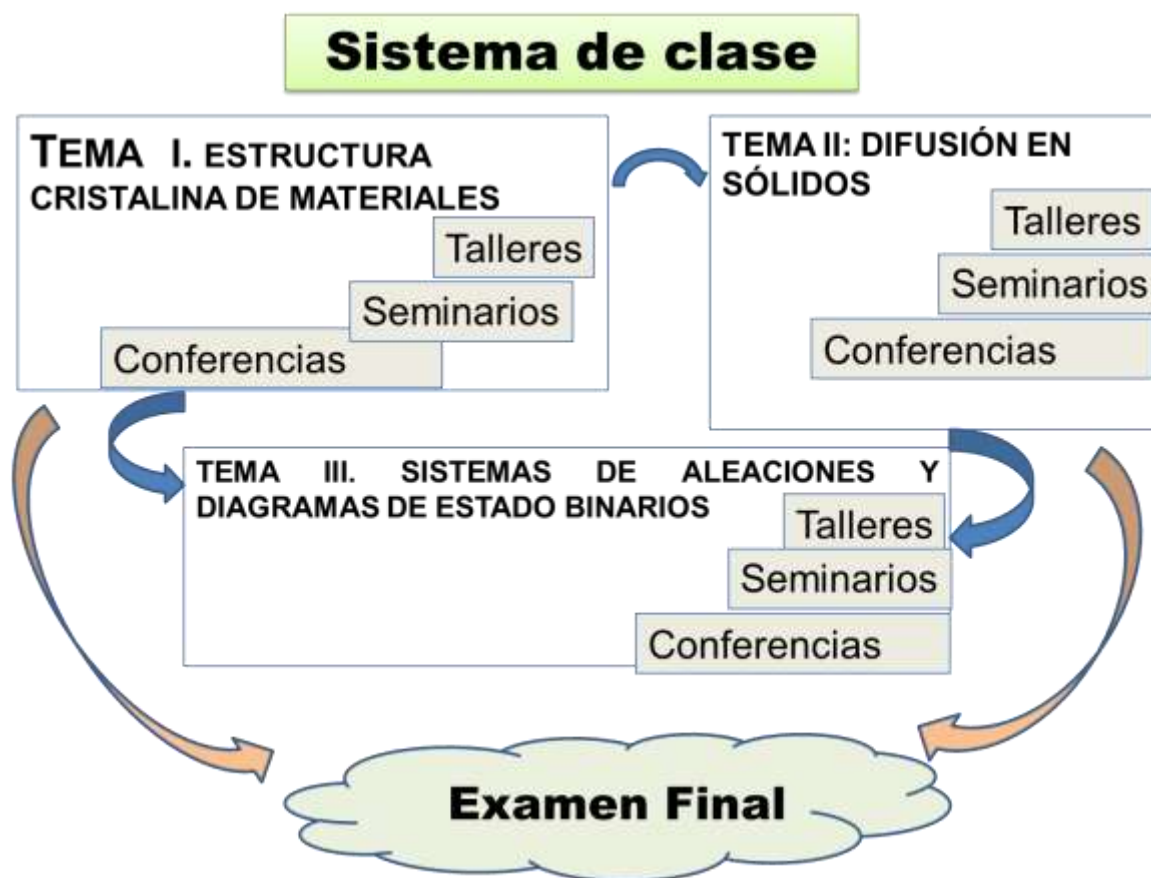 Sistema de clase
TEMA I. ESTRUCTURA
CRISTALINA DE MATERIALES
Talleres
Seminarios
Conferencias
TEMA II: DIFUSIÓN EN
SÓLIDOS
Talleres
Seminarios
Conferencias
TEMA III. SISTEMAS DE ALEACIONES Y
DIAGRAMAS DE ESTADO BINARIOS
Talleres
Seminarios
Conferencias
Examen Final